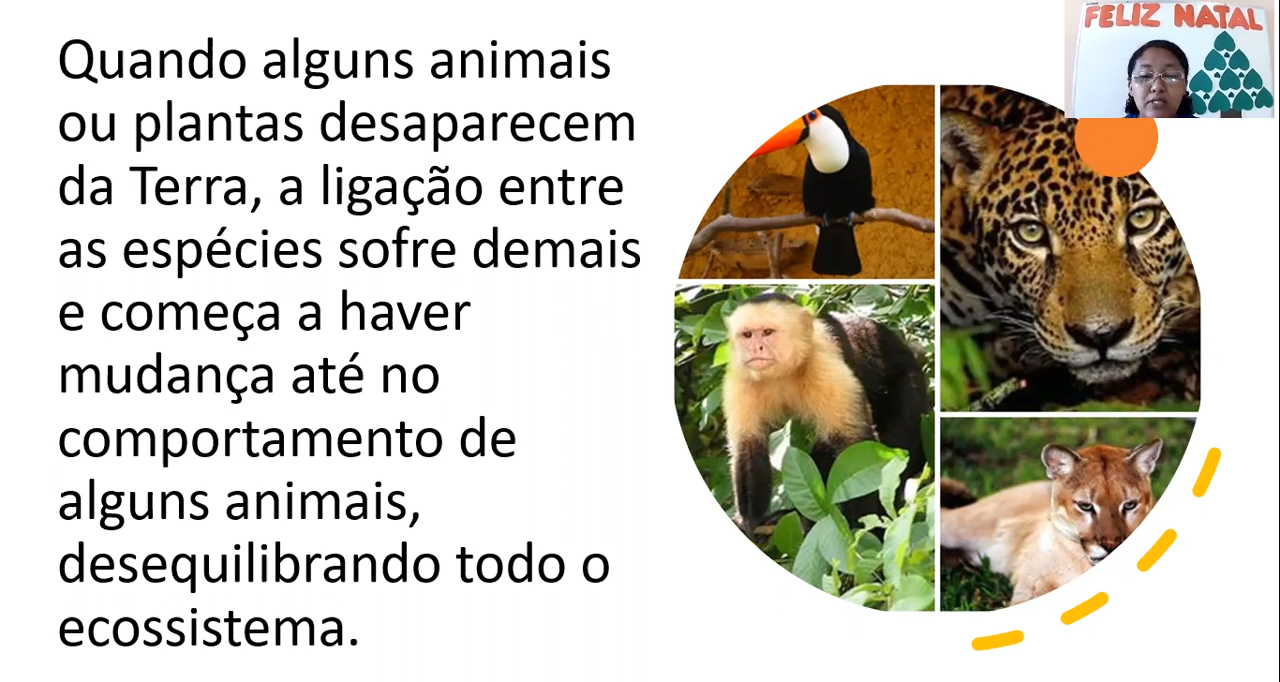 Quando alguns animais
ou plantas desaparecem
da Terra, a ligação entre
as espécies sofre demais
e começa a haver
mudança até no
comportamento de
alguns animais,
desequilibrando todo o
ecossistema.
FELIZ NATAL